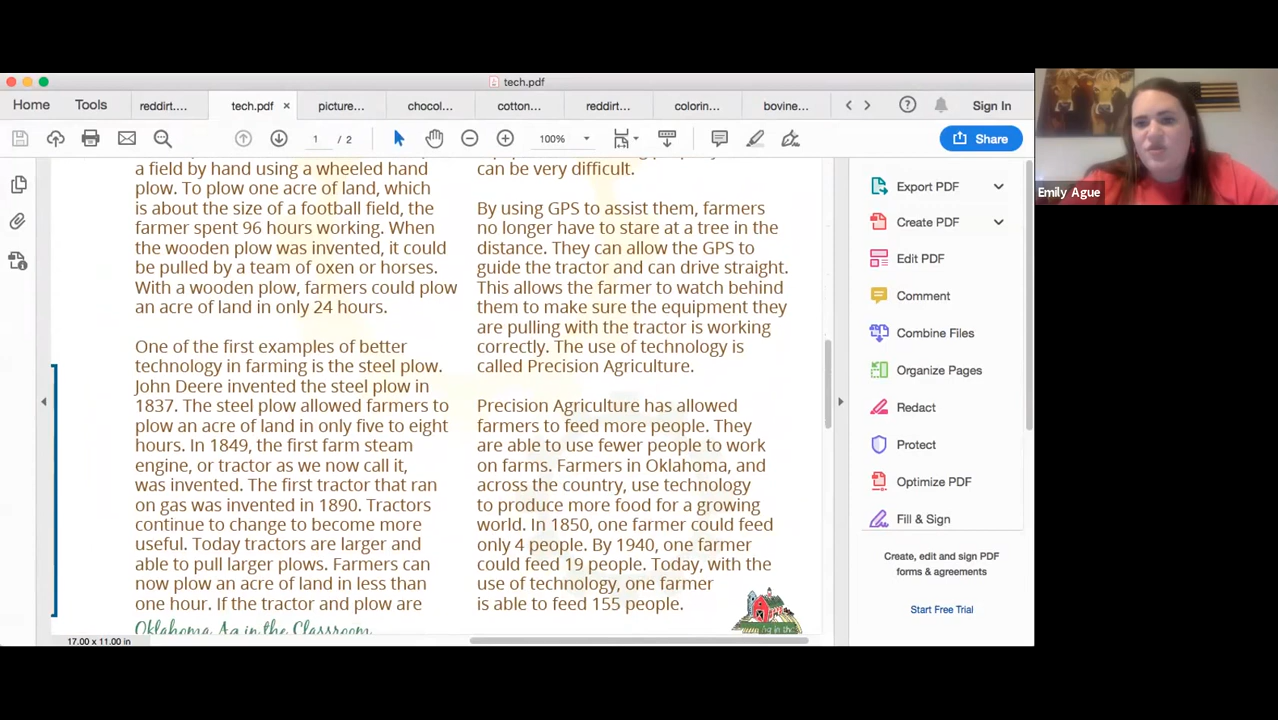 tech.pdf
Home
Tools
reddirt....
tech.pdf
picture...
chocol...
cotton...
reddirt...
colorin...
bovine...
Sign In
1 / 2
100%
Share
a field by hand using a wheeled hand
plow. To plow one acre of land, which
is about the size of a football field, the
farmer spent 96 hours working. When
the wooden plow was invented, it could
be pulled by a team of oxen or horses.
With a wooden plow, farmers could plow
an acre of land in only 24 hours.
One of the first examples of better
technology in farming is the steel plow.
John Deere invented the steel plow in
1837. The steel plow allowed farmers to
plow an acre of land in only five to eight
hours. In 1849, the first farm steam
engine, or tractor as we now call it,
was invented. The first tractor that ran
on gas was invented in 1890. Tractors
continue to change to become more
useful. Today tractors are larger and
able to pull larger plows. Farmers can
now plow an acre of land in less than
one hour. If the tractor and plow are
Oklahoma Ag in the Classroom
can be very difficult.
By using GPS to assist them, farmers
no longer have to stare at a tree in the
distance. They can allow the GPS to
guide the tractor and can drive straight.
This allows the farmer to watch behind
them to make sure the equipment they
are pulling with the tractor is working
correctly. The use of technology is
called Precision Agriculture.
Precision Agriculture has allowed
farmers to feed more people. They
are able to use fewer people to work
on farms. Farmers in Oklahoma, and
across the country, use technology
to produce more food for a growing
world. In 1850, one farmer could feed
only 4 people. By 1940, one farmer
could feed 19 people. Today, with the
use of technology, one farmer
is able to feed 155 people.
Ag in the
17.00 x 11.00 in
Export PDF
Create PDF
Edit PDF
Comment
Combine Files
Organize Pages
Redact
Protect
Optimize PDF
Fill & Sign
Create, edit and sign PDF
forms & agreements
Start Free Trial
Emily Ague